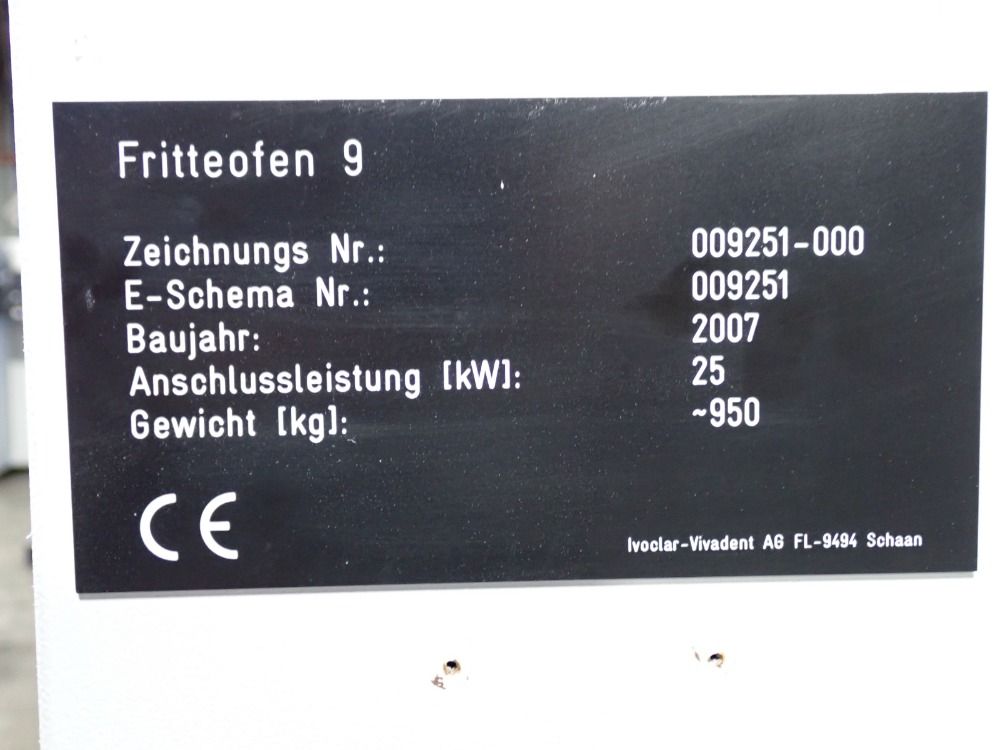 Fritteofen 9
Zeichnungs Nr.: 009251-000
E-Schema Nr.: 009251
Baujahr: 2007
Anschlussleistung [kW]: 25
Gewicht [kg]: ~950
CE
Ivoclar-Vivadent AG FL-9494 Schaan